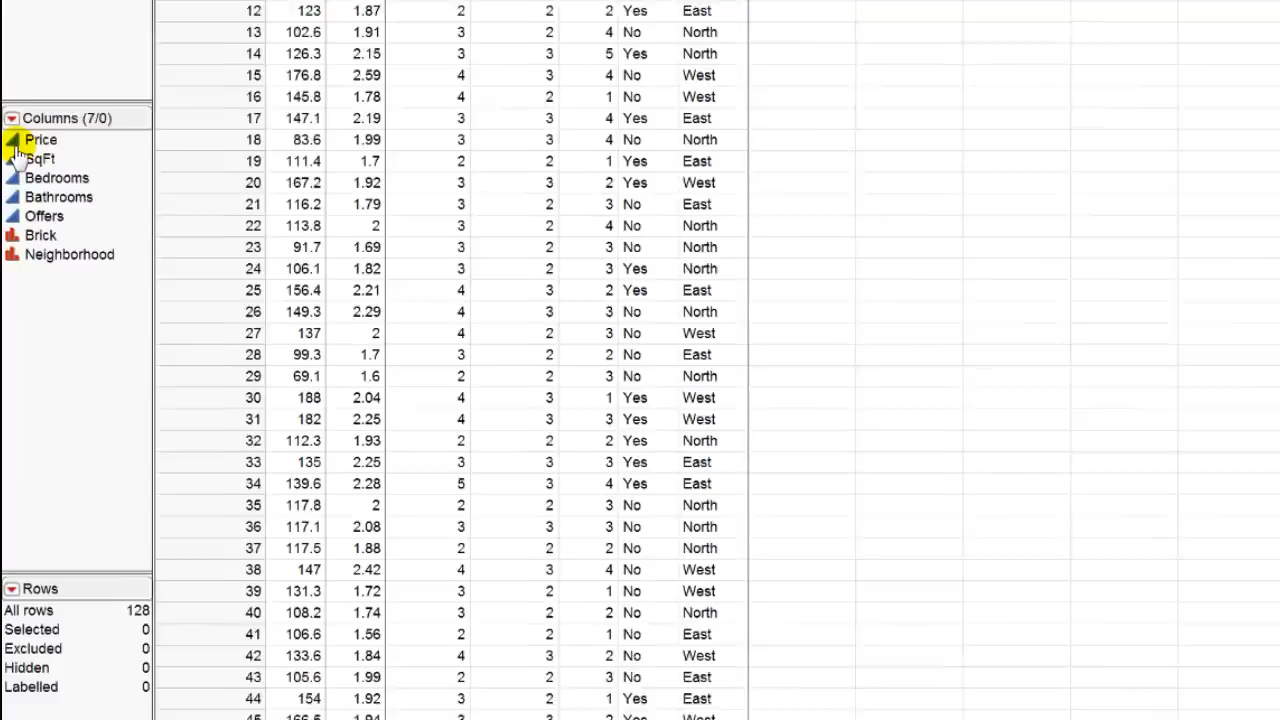 Columns (7/0)
Price
SqFt
Bedrooms
Bathrooms
Offers
Brick
Neighborhood
Rows
All rows 128
Selected 0
Excluded 0
Hidden 0
Labelled 0
12 123 1.87 2 2 2 Yes East
13 102.6 1.91 3 2 4 No North
14 126.3 2.15 3 3 5 Yes North
15 176.8 2.59 4 3 4 No West
16 145.8 1.78 4 2 1 No West
17 147.1 2.19 3 3 4 Yes East
18 83.6 1.99 3 3 4 No North
19 111.4 1.7 2 2 1 Yes East
20 167.2 1.92 3 3 2 Yes West
21 116.2 1.79 3 2 3 No East
22 113.8 2 3 2 4 No North
23 91.7 1.69 3 2 3 No North
24 106.1 1.82 3 2 3 Yes North
25 156.4 2.21 4 3 2 Yes East
26 149.3 2.29 4 3 3 No North
27 137 2 4 2 3 No West
28 99.3 1.7 3 2 2 No East
29 69.1 1.6 2 2 3 No North
30 188 2.04 4 3 1 Yes West
31 182 2.25 4 3 3 Yes West
32 112.3 1.93 2 2 2 Yes North
33 135 2.25 3 3 3 Yes East
34 139.6 2.28 5 3 4 Yes East
35 117.8 2 2 2 3 No North
36 117.1 2.08 3 3 3 No North
37 117.5 1.88 2 2 2 No North
38 147 2.42 4 3 4 No West
39 131.3 1.72 3 2 1 No West
40 108.2 1.74 3 2 2 No North
41 106.6 1.56 2 2 1 No East
42 133.6 1.84 4 3 2 No West
43 105.6 1.99 2 2 3 No East
44 154 1.92 3 2 1 Yes East
45 166.5 1.94 3 3 2 Yes West